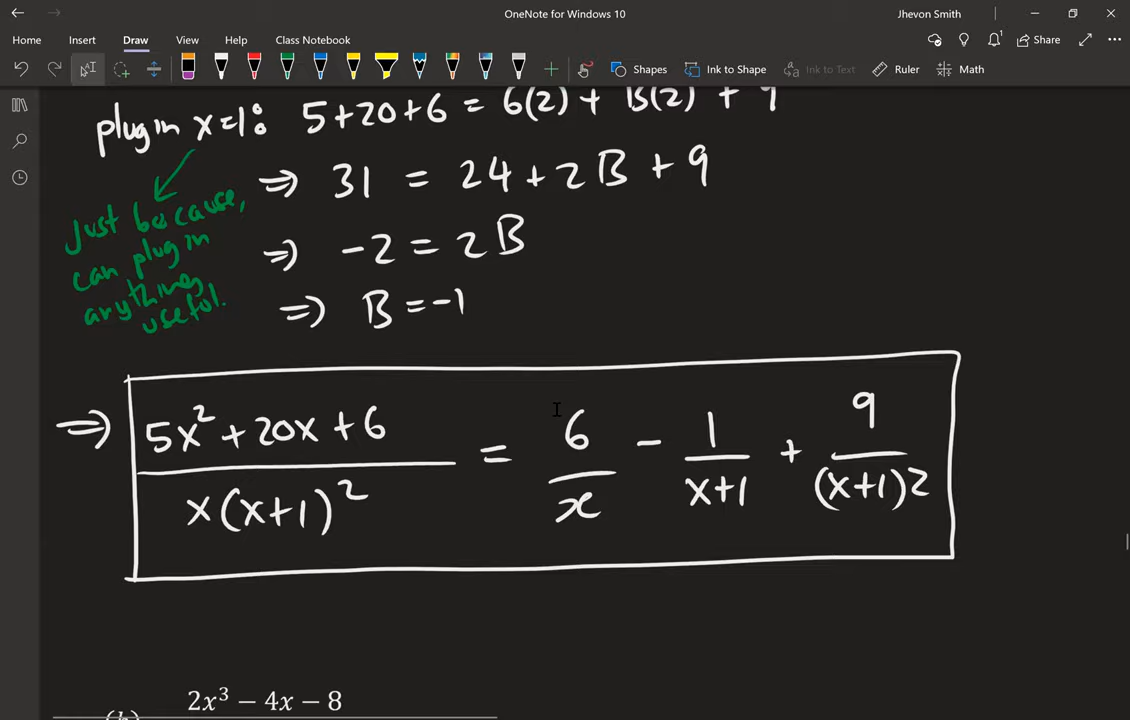 OneNote for Windows 10
Jhevon Smith
Home Insert Draw View Help Class Notebook
Share
Shapes Ink to Shape Ink to Text Ruler Math
plug in x=1: 5+20+6 = 6(2) + B(2) + 9
⇒ 31 = 24 + 2B + 9
Just because, can plug in anything useful.
⇒ -2 = 2B
⇒ B = -1
⇒ 5x² + 20x + 6 / x(x+1)² = 6/x - 1/x+1 + 9/(x+1)2
2x³ − 4x − 8